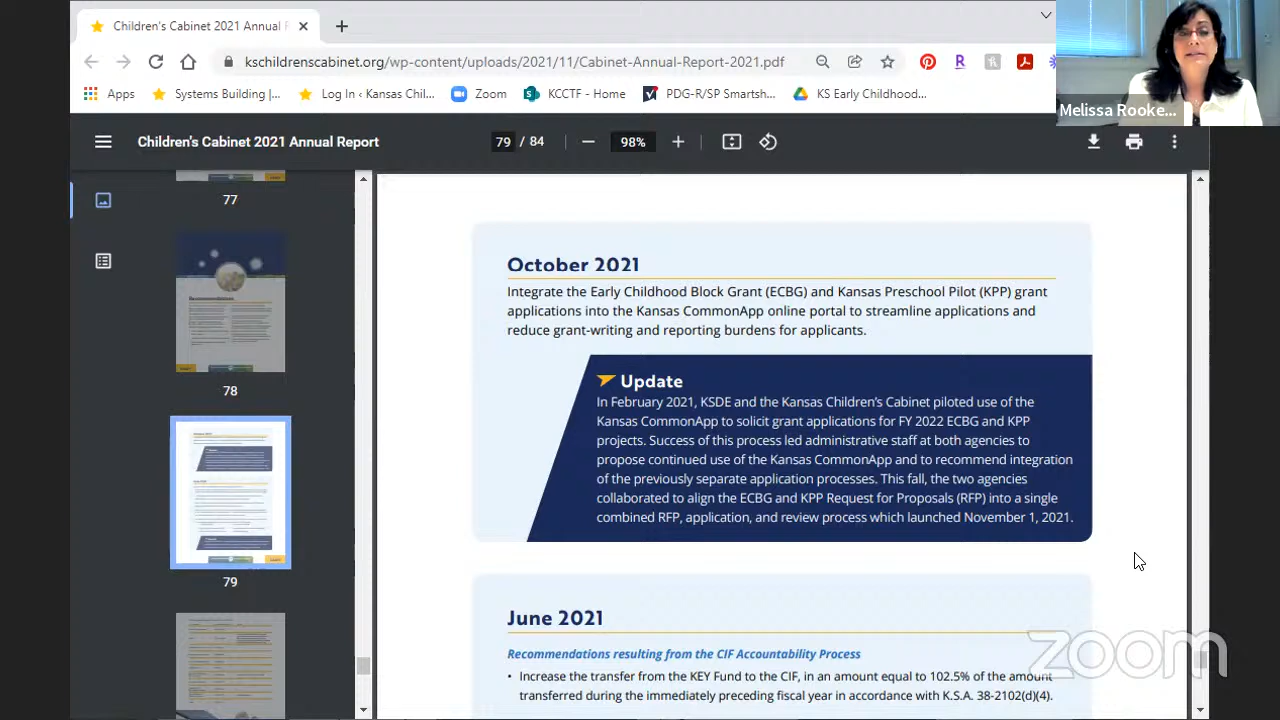 Children's Cabinet 2021 Annual R
kschildrenscabinet.org/wp-content/uploads/2021/11/Cabinet-Annual-Report-2021.pdf
Apps
Systems Building |...
Log In ‹ Kansas Chil...
Zoom
KCCTF - Home
PDG-R/SP Smartsh...
KS Early Childhood...
Melissa Rooke...
Children's Cabinet 2021 Annual Report
79 / 84
98%
77
Recommendations
78
79
October 2021
Integrate the Early Childhood Block Grant (ECBG) and Kansas Preschool Pilot (KPP) grant
applications into the Kansas CommonApp online portal to streamline applications and
reduce grant-writing and reporting burdens for applicants.
Update
In February 2021, KSDE and the Kansas Children's Cabinet piloted use of the
Kansas CommonApp to solicit grant applications for FY 2022 ECBG and KPP
projects. Success of this process led administrative staff at both agencies to
propose continued use of the Kansas CommonApp and to recommend integration
of the previously separate application processes. This fall, the two agencies
collaborated to align the ECBG and KPP Request for Proposals (RFP) into a single
combined RFP, application, and review process which launched November 1, 2021.
June 2021
Recommendations resulting from the CIF Accountability Process
Increase the transfer from the KEY Fund to the CIF, in an amount equal to 102.5% of the amount
transferred during the immediately preceding fiscal year in accordance with K.S.A. 38-2102(d)(4).
zoom